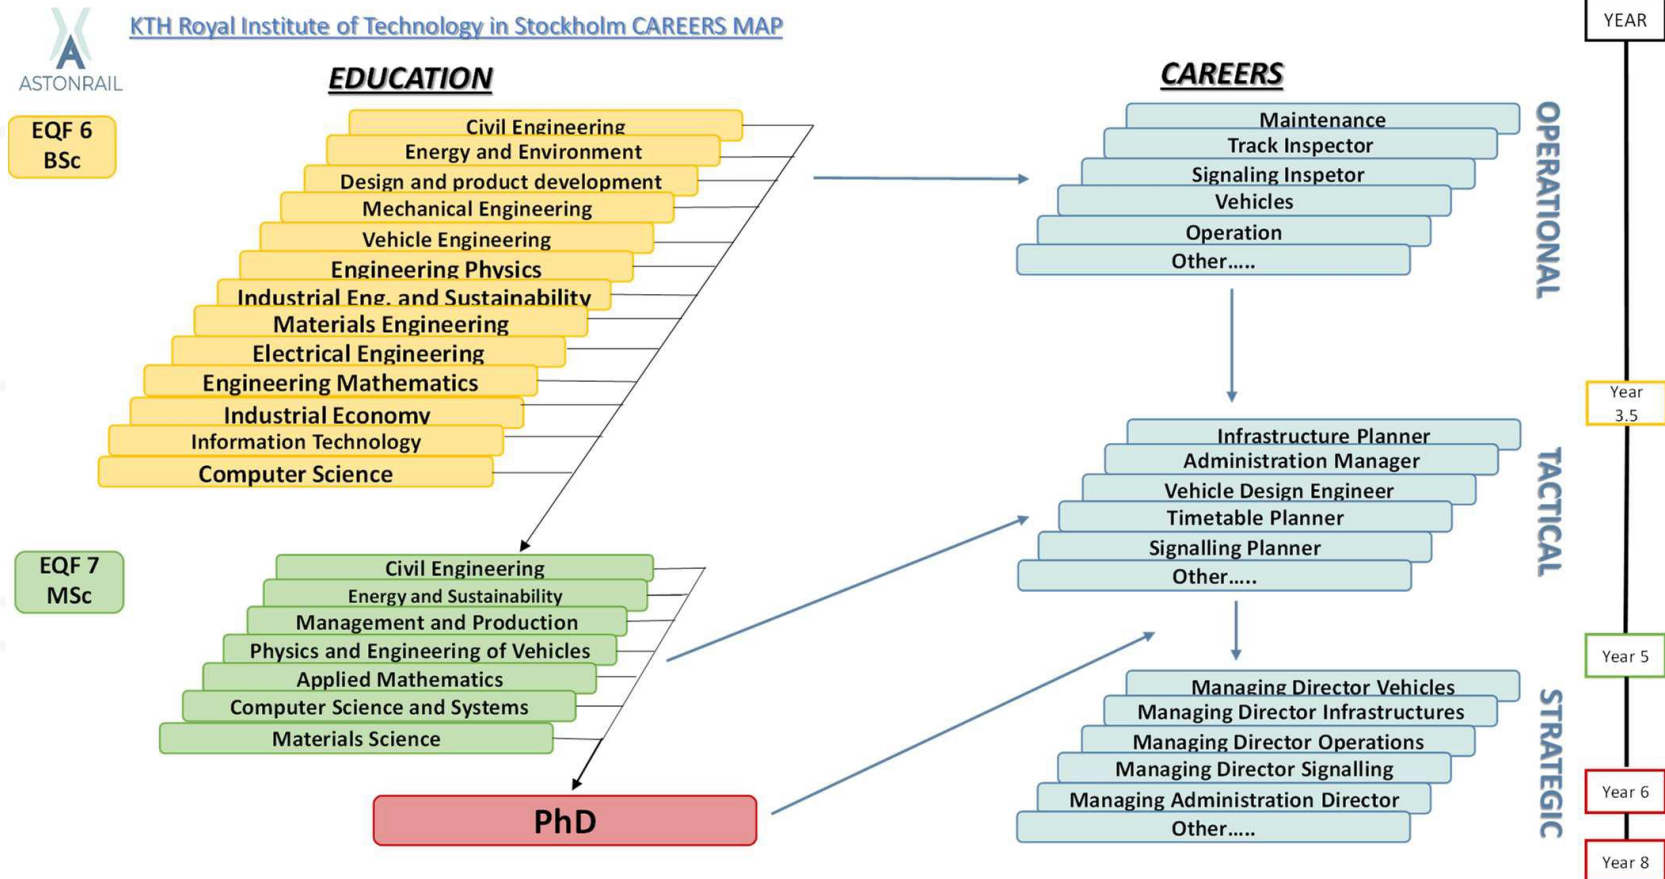 KTH Royal Institute of Technology in Stockholm CAREERS MAP
ASTONRAIL
EDUCATION
EQF 6
BSc
Civil Engineering
Energy and Environment
Design and product development
Mechanical Engineering
Vehicle Engineering
Engineering Physics
Industrial Eng. and Sustainability
Materials Engineering
Electrical Engineering
Engineering Mathematics
Industrial Economy
Information Technology
Computer Science
EQF 7
MSc
Civil Engineering
Energy and Sustainability
Management and Production
Physics and Engineering of Vehicles
Applied Mathematics
Computer Science and Systems
Materials Science
PhD
CAREERS
Maintenance
Track Inspector
Signaling Inspetor
Vehicles
Operation
Other.....
OPERATIONAL
Infrastructure Planner
Administration Manager
Vehicle Design Engineer
Timetable Planner
Signalling Planner
Other.....
TACTICAL
Managing Director Vehicles
Managing Director Infrastructures
Managing Director Operations
Managing Director Signalling
Managing Administration Director
Other.....
STRATEGIC
YEAR
Year
3.5
Year 5
Year 6
Year 8